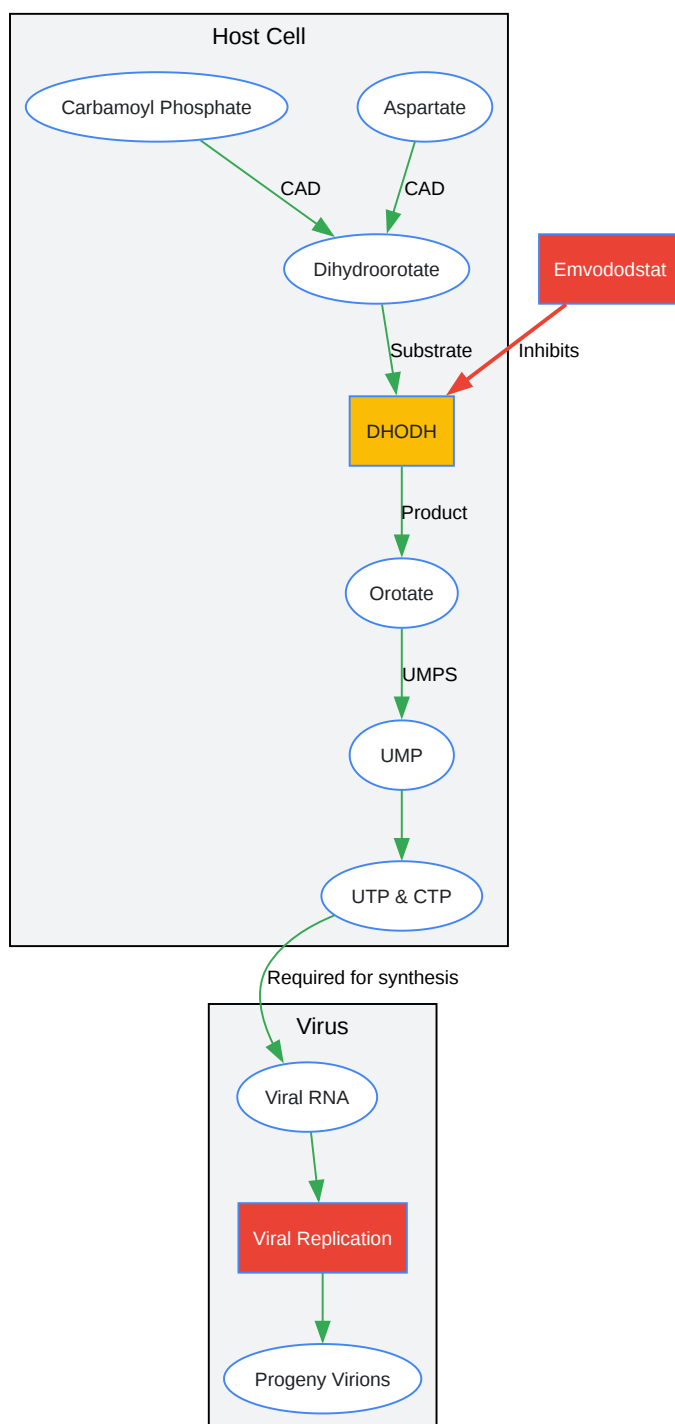 Host Cell
Carbamoyl Phosphate
Aspartate
CAD
CAD
Dihydroorotate
Emvododstat
Substrate
Inhibits
DHODH
Product
Orotate
UMPS
UMP
UTP & CTP
Required for synthesis
Virus
Viral RNA
Viral Replication
Progeny Virions